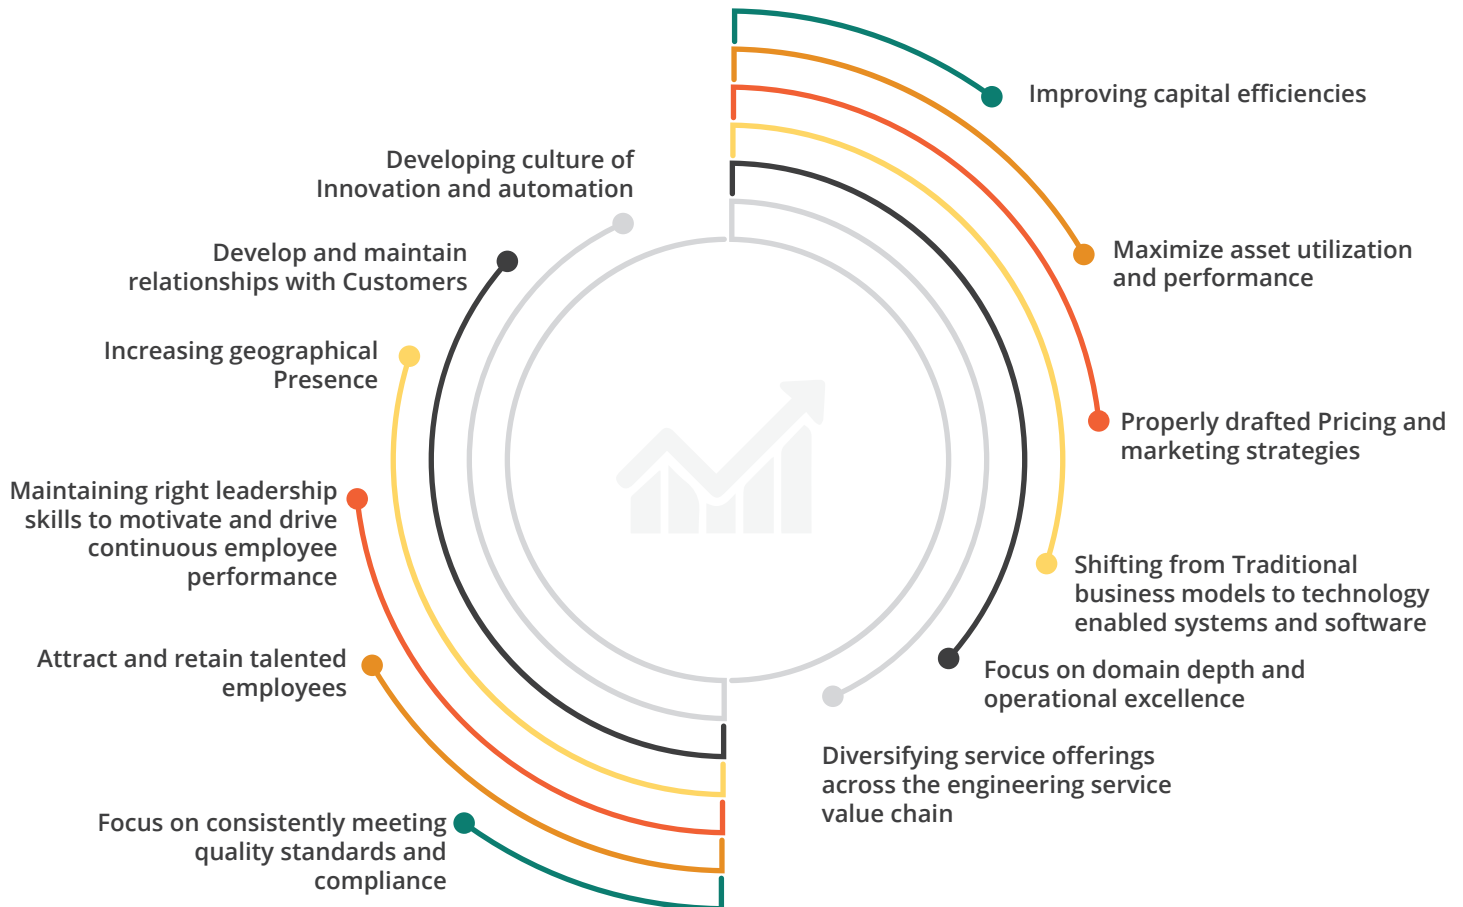 Improving capital efficiencies
Maximize asset utilization
and performance
Properly drafted Pricing and
marketing strategies
Shifting from Traditional
business models to technology
enabled systems and software
Focus on domain depth and
operational excellence
Diversifying service offerings
across the engineering service
value chain
Developing culture of
Innovation and automation
Develop and maintain
relationships with Customers
Increasing geographical
Presence
Maintaining right leadership
skills to motivate and drive
continuous employee
performance
Attract and retain talented
employees
Focus on consistently meeting
quality standards and
compliance